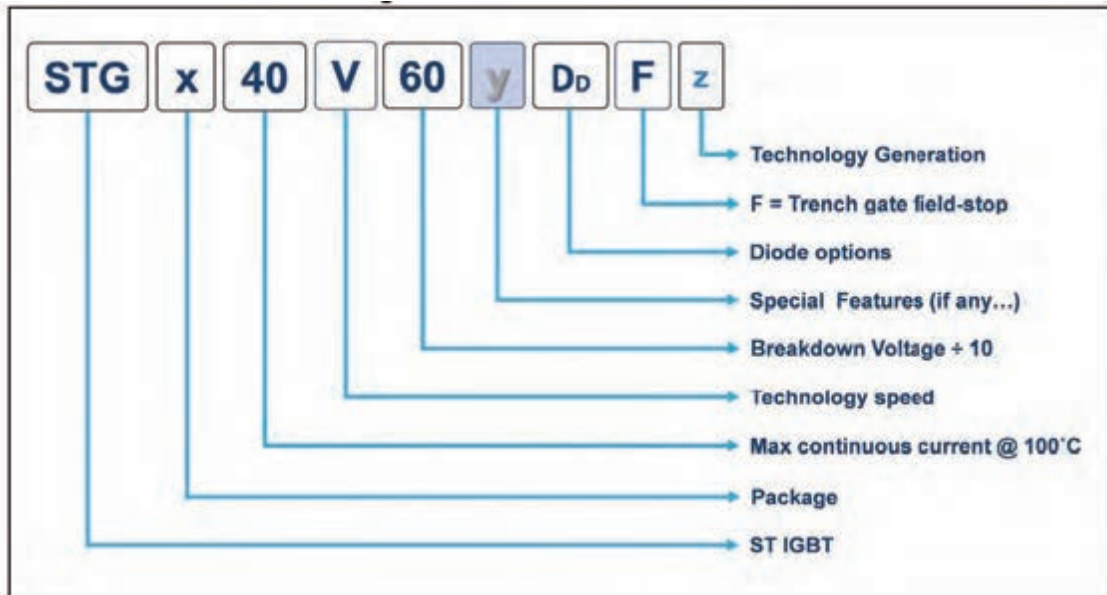 STG x 40 V 60 y DD F z
Technology Generation
F = Trench gate field-stop
Diode options
Special Features (if any...)
Breakdown Voltage ÷ 10
Technology speed
Max continuous current @ 100°C
Package
ST IGBT